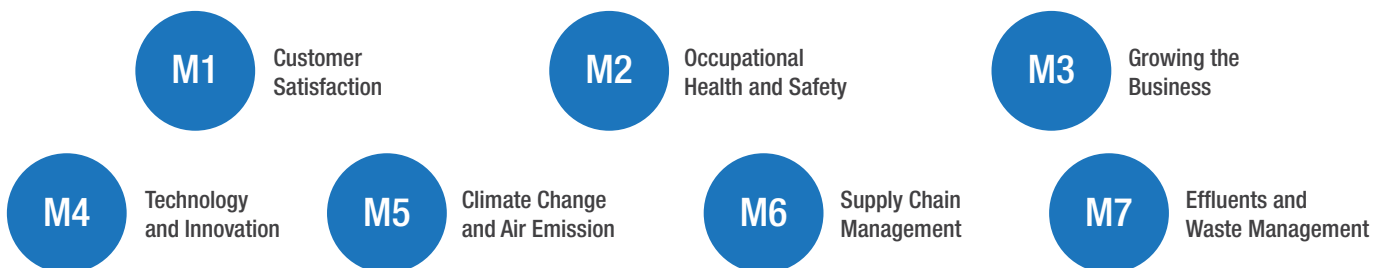 M1
Customer
Satisfaction
M2
Occupational
Health and Safety
M3
Growing the
Business
M4
Technology
and Innovation
M5
Climate Change
and Air Emission
M6
Supply Chain
Management
M7
Effluents and
Waste Management